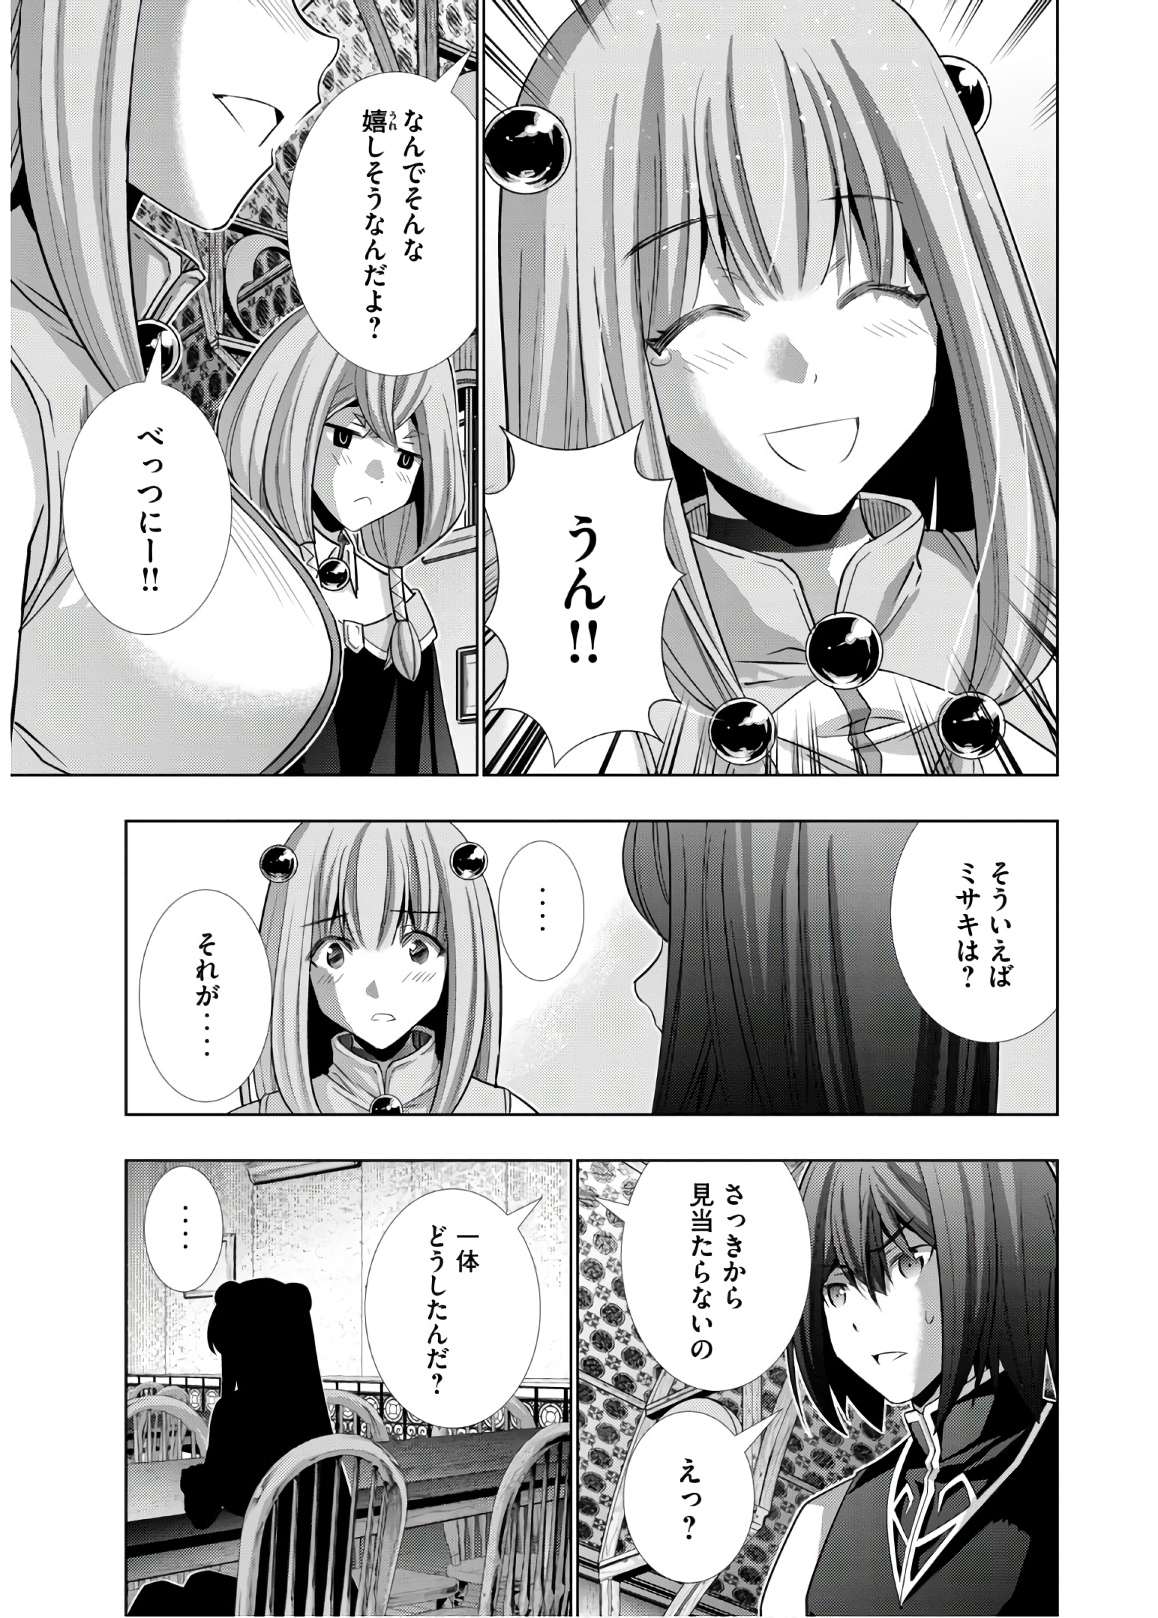 うん!!
なんでそんな
嬉しそうなんだよ?
うれ
べっつにー!!
そういえば
ミサキは?
‥‥
それが‥‥
さっきから
見当たらないの
えっ?
一体
どうしたんだ?
‥‥